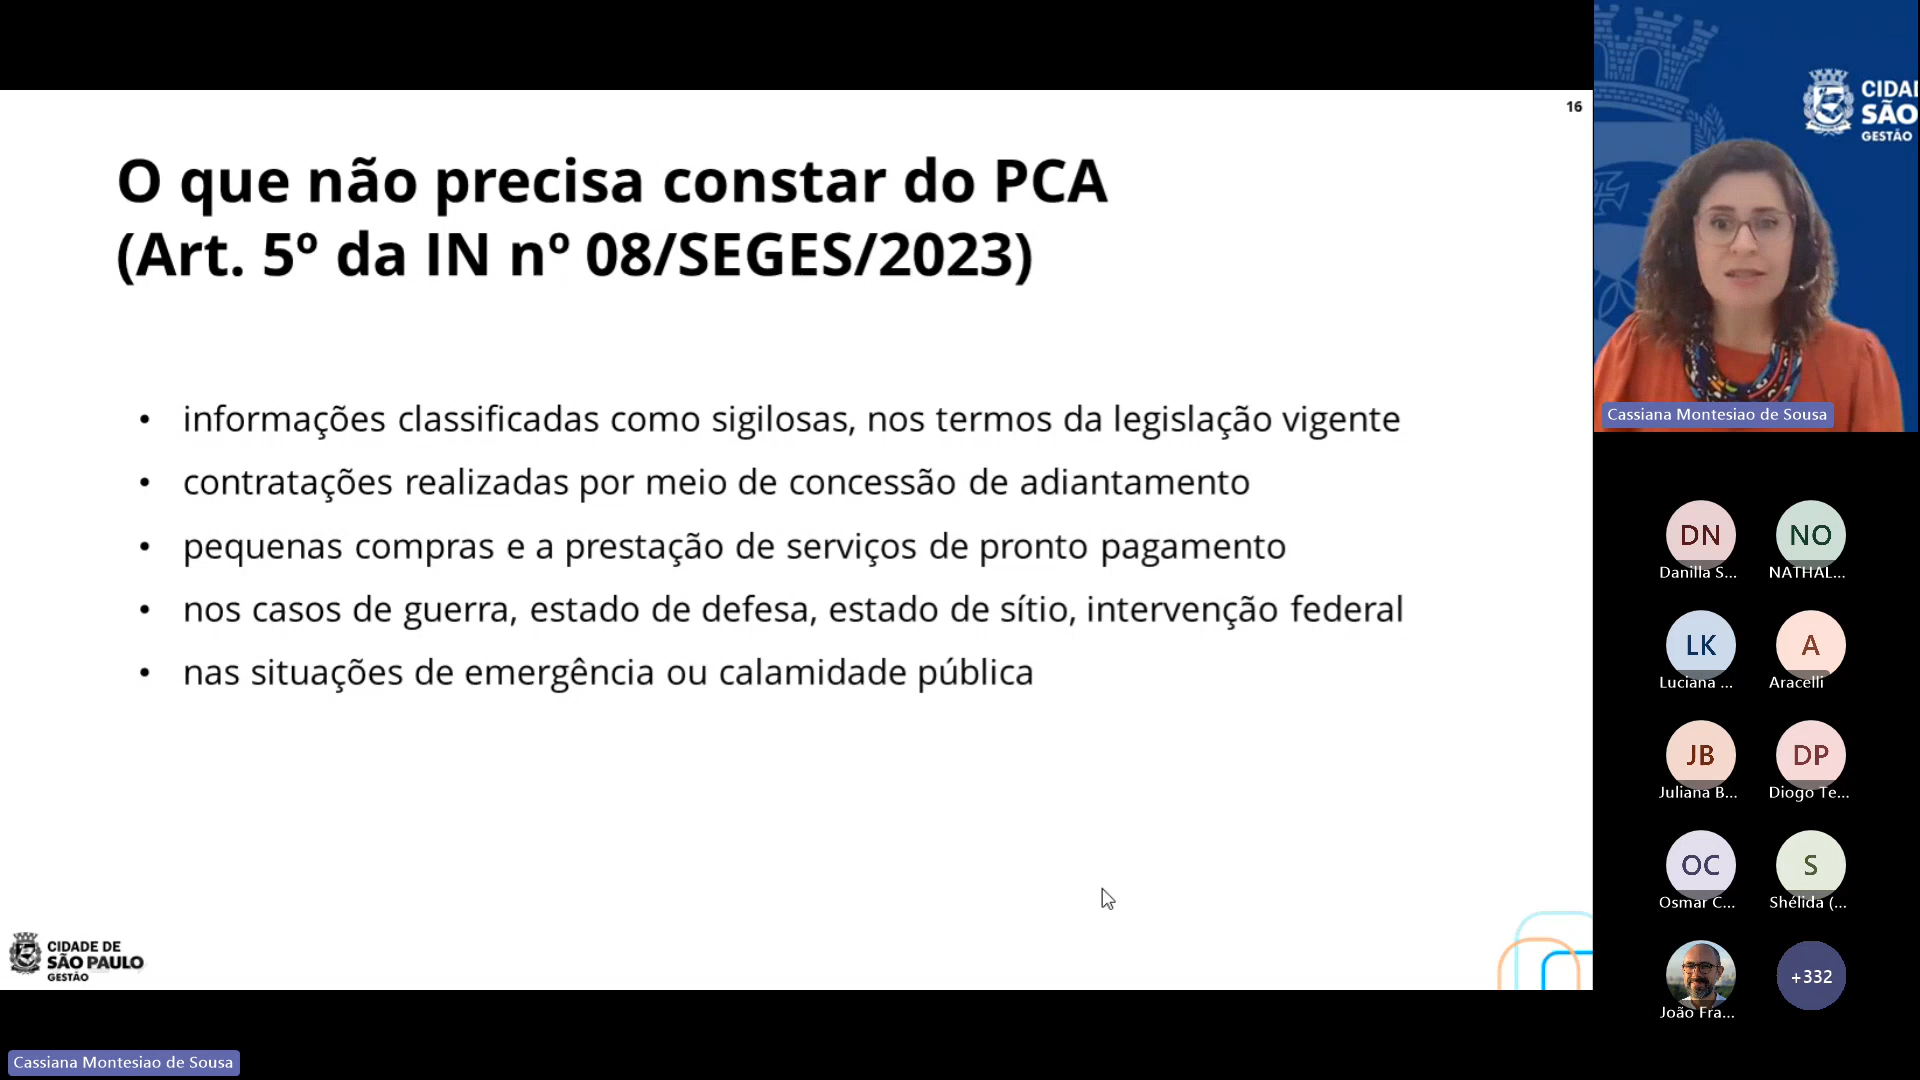 16
O que não precisa constar do PCA
(Art. 5º da IN nº 08/SEGES/2023)
• informações classificadas como sigilosas, nos termos da legislação vigente
• contratações realizadas por meio de concessão de adiantamento
• pequenas compras e a prestação de serviços de pronto pagamento
• nos casos de guerra, estado de defesa, estado de sítio, intervenção federal
• nas situações de emergência ou calamidade pública
CIDADE DE
SÃO PAULO
GESTÃO
Cassiana Montesiao de Sousa
CIDA
SÃO
GESTÃO
Cassiana Montesiao de Sousa
DN NO
Danilla S... NATHAL...
LK A
Luciana ... Aracelli
JB DP
Juliana B... Diogo Te...
OC S
Osmar C... Shélida (...
+332
João Fra...